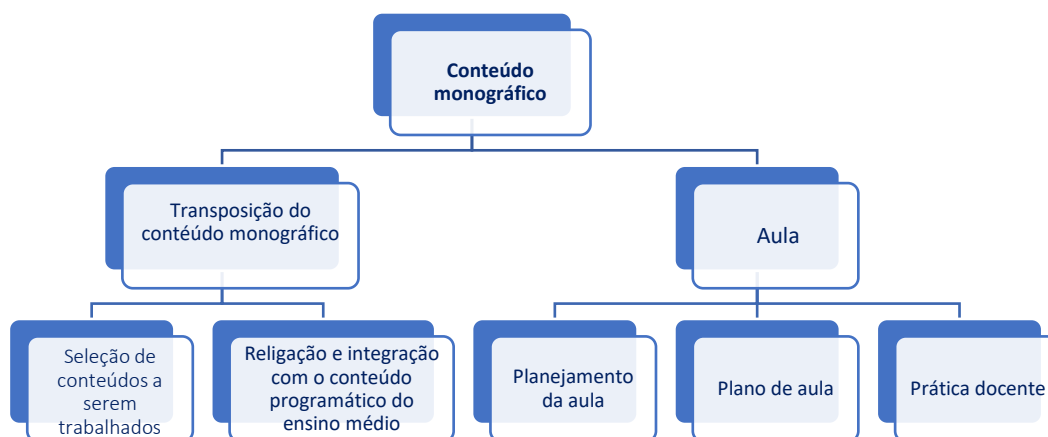 Conteúdo
monográfico
Transposição do
contéúdo monográfico
Aula
Seleção de
conteúdos a
serem
trabalhados
Religação e integração
com o conteúdo
programático do
ensino médio
Planejamento
da aula
Plano de aula
Prática docente